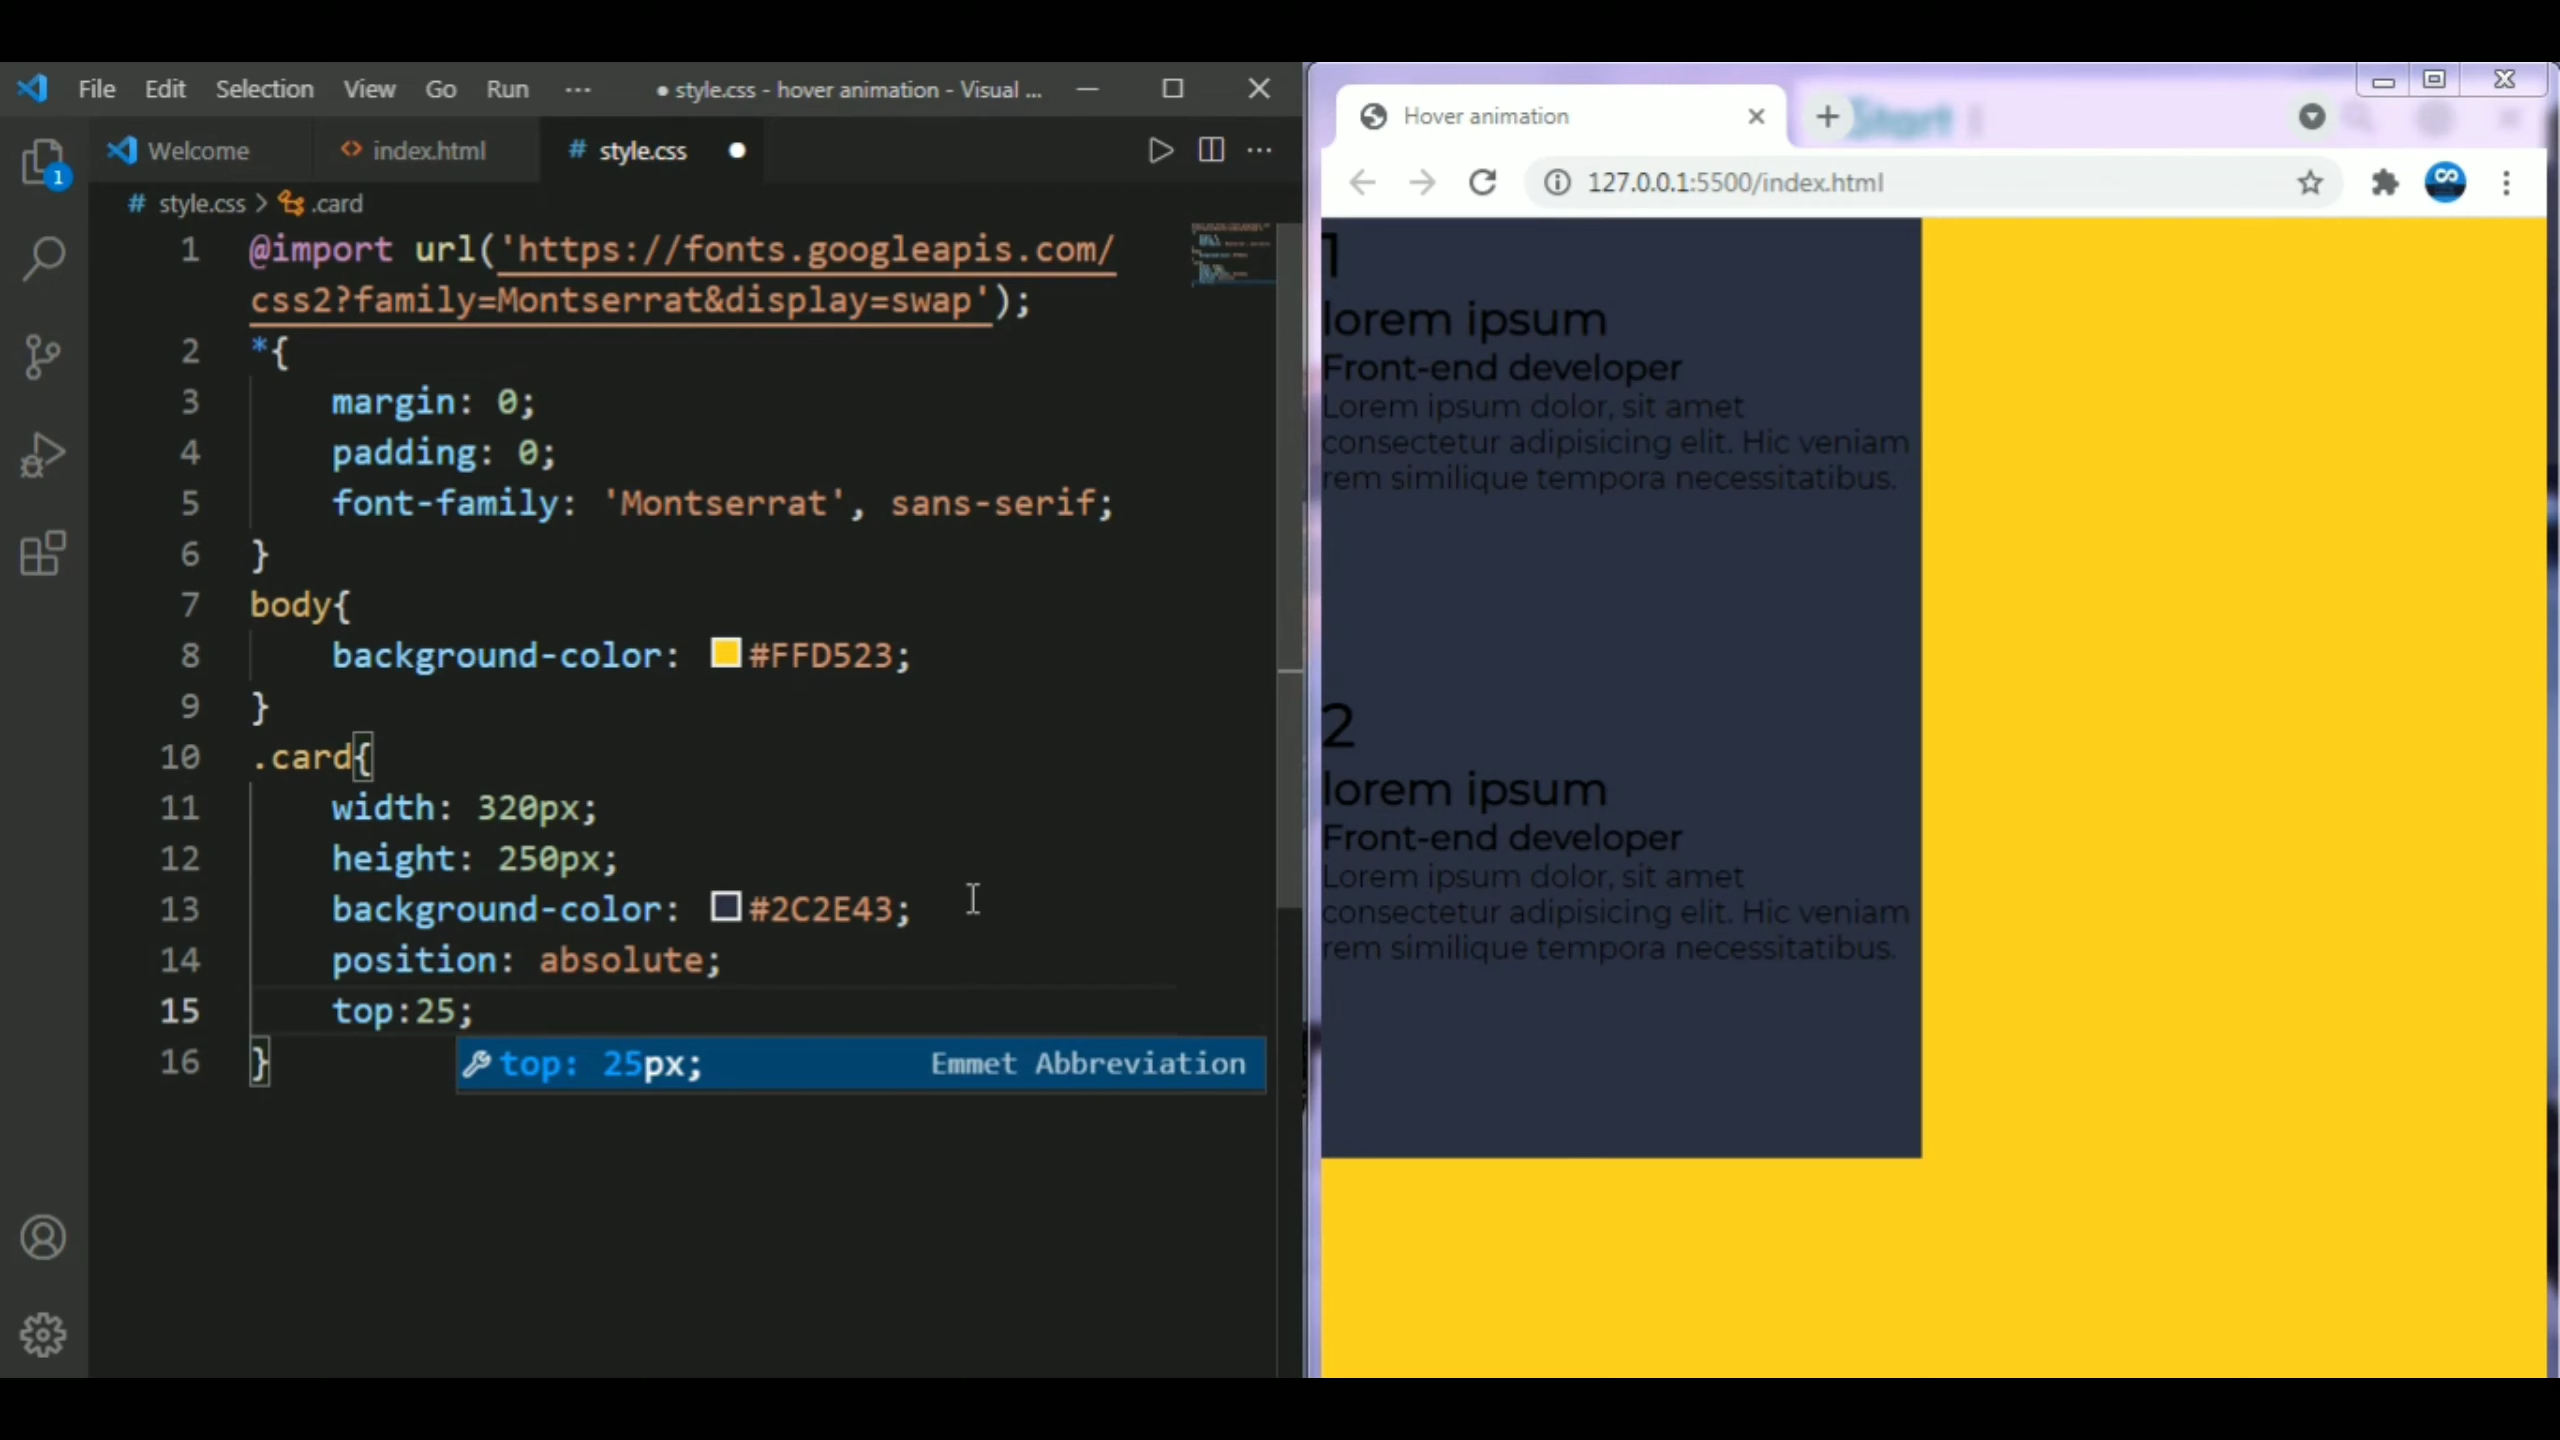 File Edit Selection View Go Run ··· ● style.css - hover animation - Visual ...
Welcome
index.html
# style.css
1
# style.css > .card
1 @import url('https://fonts.googleapis.com/
css2?family=Montserrat&display=swap');
2 *{
3 margin: 0;
4 padding: 0;
5 font-family: 'Montserrat', sans-serif;
6 }
7 body{
8 background-color: #FFD523;
9 }
10 .card{
11 width: 320px;
12 height: 250px;
13 background-color: #2C2E43;
14 position: absolute;
15 top:25;
16 }
top: 25px; Emmet Abbreviation
Hover animation
Start
127.0.0.1:5500/index.html
1
lorem ipsum
Front-end developer
Lorem ipsum dolor, sit amet
consectetur adipisicing elit. Hic veniam
rem similique tempora necessitatibus.
2
lorem ipsum
Front-end developer
Lorem ipsum dolor, sit amet
consectetur adipisicing elit. Hic veniam
rem similique tempora necessitatibus.